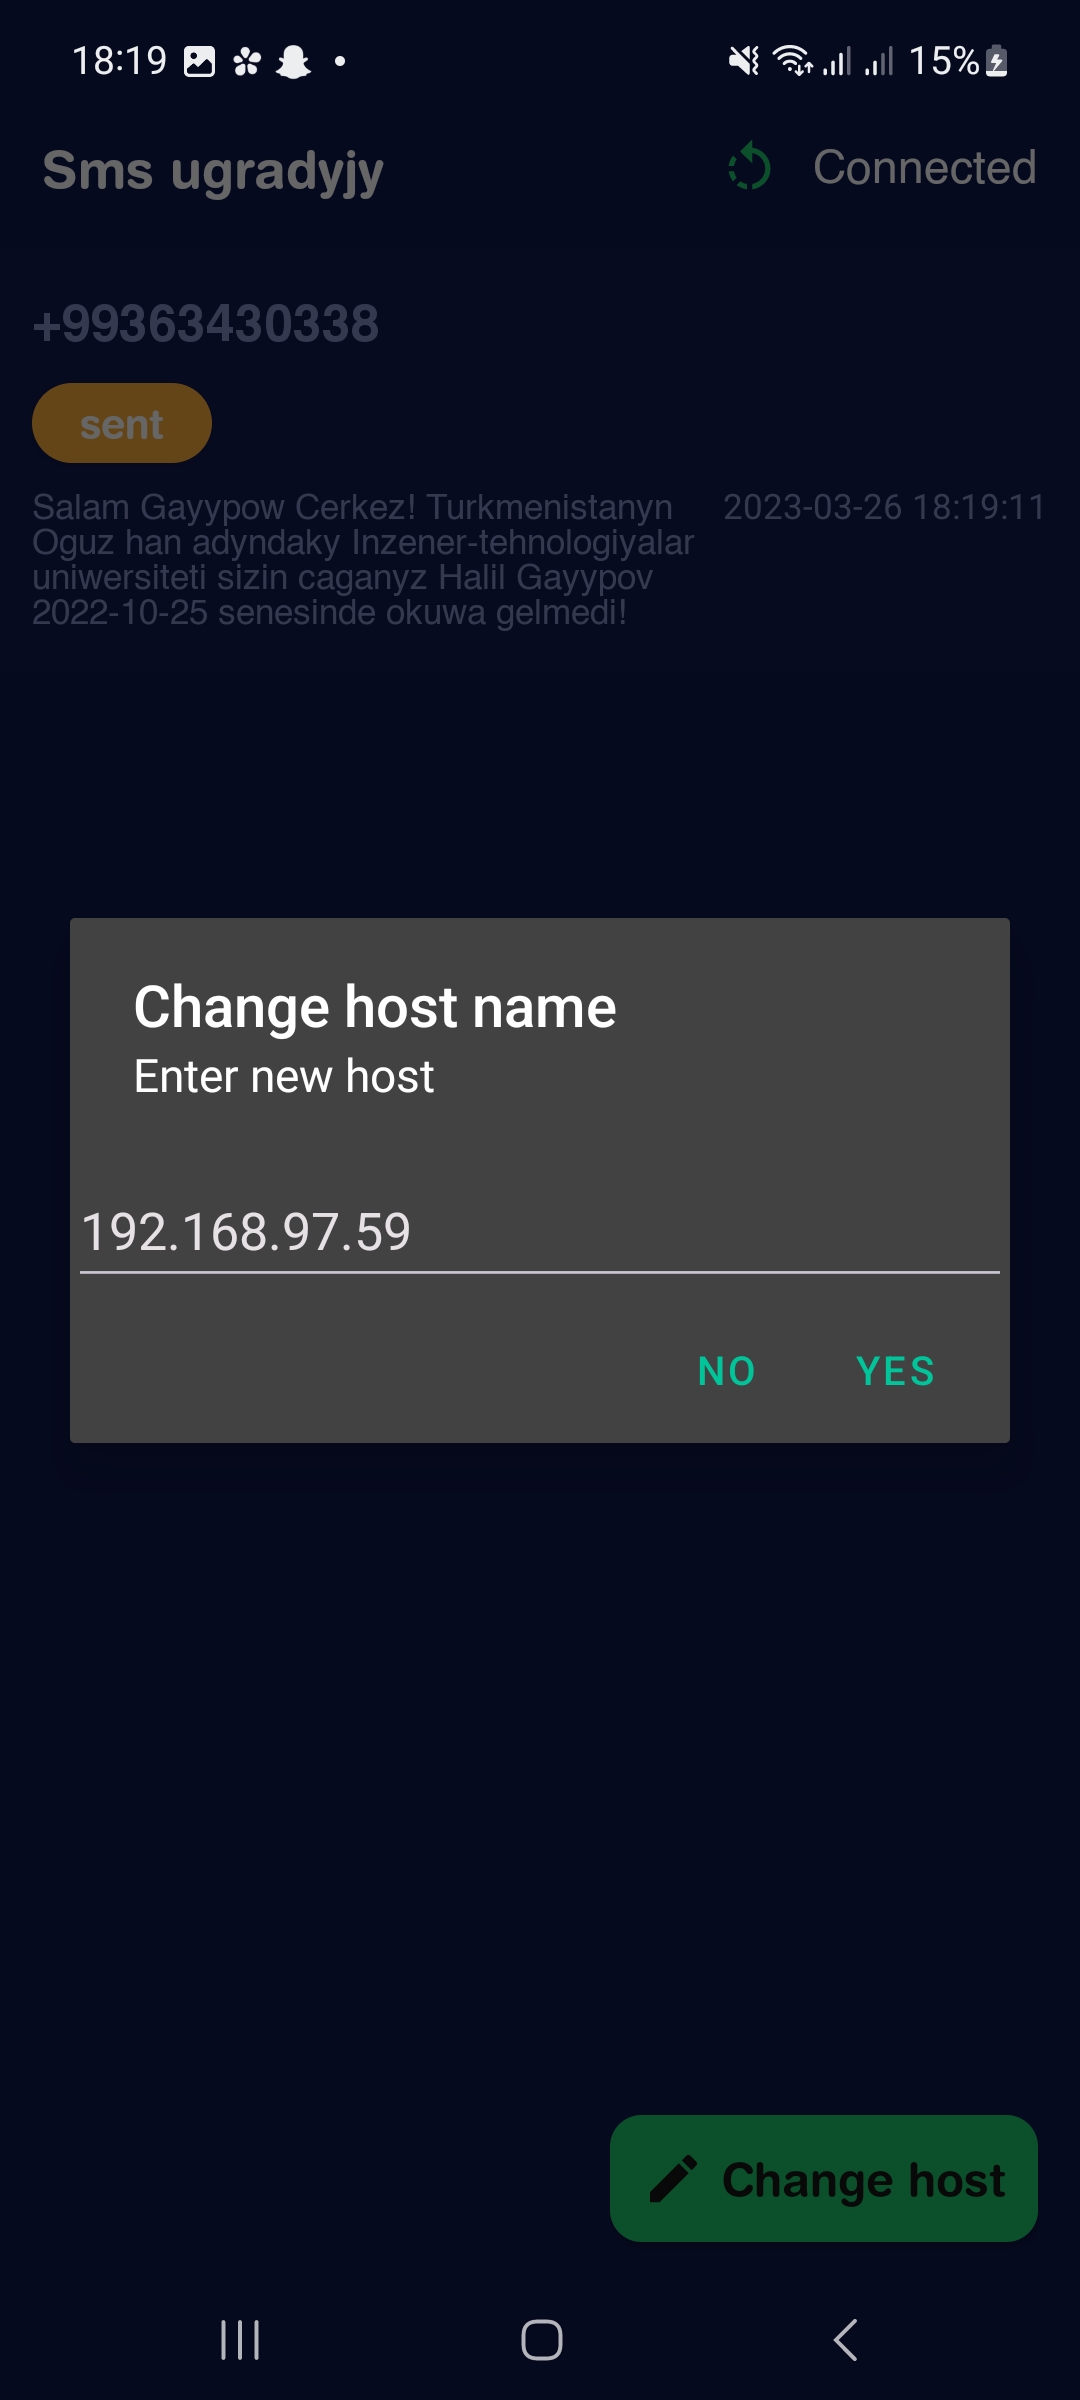 18:19
15%
Sms ugradyjy
Connected
+99363430338
sent
Salam Gayypow Cerkez! Turkmenistanyn
Oguz han adyndaky Inzener-tehnologiyalar
uniwersiteti sizin caganyz Halil Gayypov
2022-10-25 senesinde okuwa gelmedi!
2023-03-26 18:19:11
Change host name
Enter new host
192.168.97.59
NO
YES
Change host